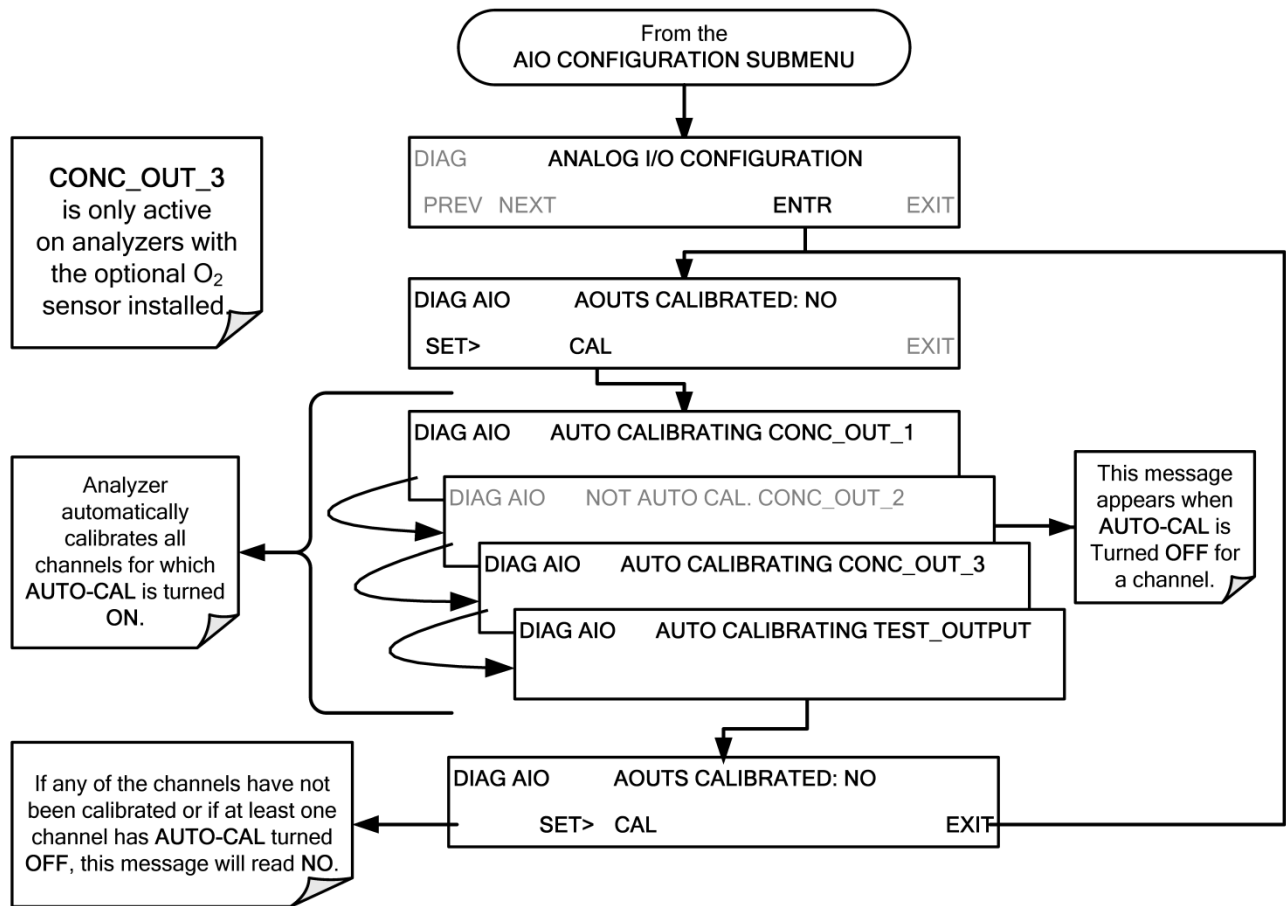 From the
AIO CONFIGURATION SUBMENU
CONC_OUT_3
is only active
on analyzers with
the optional O₂
sensor installed.
DIAG ANALOG I/O CONFIGURATION
PREV NEXT ENTR EXIT
DIAG AIO AOUTS CALIBRATED: NO
SET> CAL EXIT
Analyzer
automatically
calibrates all
channels for which
AUTO-CAL is turned
ON.
DIAG AIO AUTO CALIBRATING CONC_OUT_1
DIAG AIO NOT AUTO CAL. CONC_OUT_2
DIAG AIO AUTO CALIBRATING CONC_OUT_3
DIAG AIO AUTO CALIBRATING TEST_OUTPUT
This message
appears when
AUTO-CAL is
Turned OFF for
a channel.
If any of the channels have not
been calibrated or if at least one
channel has AUTO-CAL turned
OFF, this message will read NO.
DIAG AIO AOUTS CALIBRATED: NO
SET> CAL EXIT